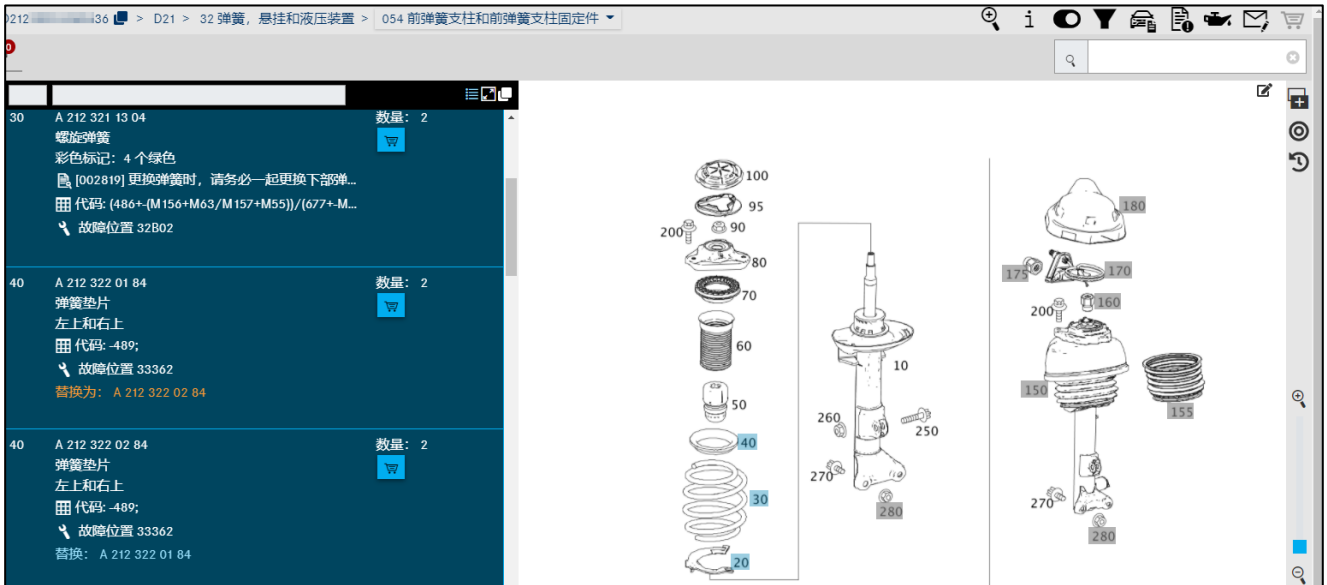 D212 36 > D21 > 32 弹簧，悬挂和液压装置 > 054 前弹簧支柱和前弹簧支柱固定件
30 A 212 321 13 04 数量： 2
螺旋弹簧
彩色标记：4 个绿色
[002819] 更换弹簧时，请务必一起更换下部弹...
代码: (486+-(M156+M63/M157+M55))/(677+-M...
故障位置 32B02
40 A 212 322 01 84 数量： 2
弹簧垫片
左上和右上
代码: -489;
故障位置 33362
替换为： A 212 322 02 84
40 A 212 322 02 84 数量： 2
弹簧垫片
左上和右上
代码: -489;
故障位置 33362
替换： A 212 322 01 84
100
95
200 90
80
70
60
50
40
30
20
10
260
250
270
280
180
175 170
200 160
150
155
270
280